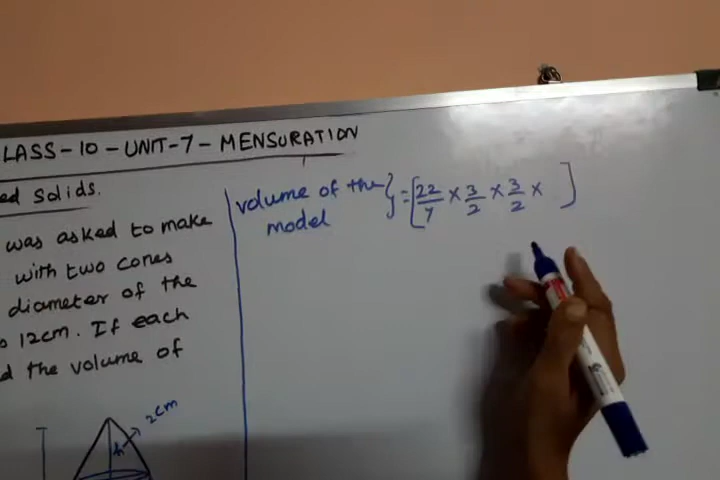 LASS-10-UNIT-7-MENSURATION
ed Solids.
was asked to make
with two cones
diameter of the
12cm. If each
d the volume of
2cm
h
volume of the } = [22/7 × 3/2 × 3/2 × ]
model